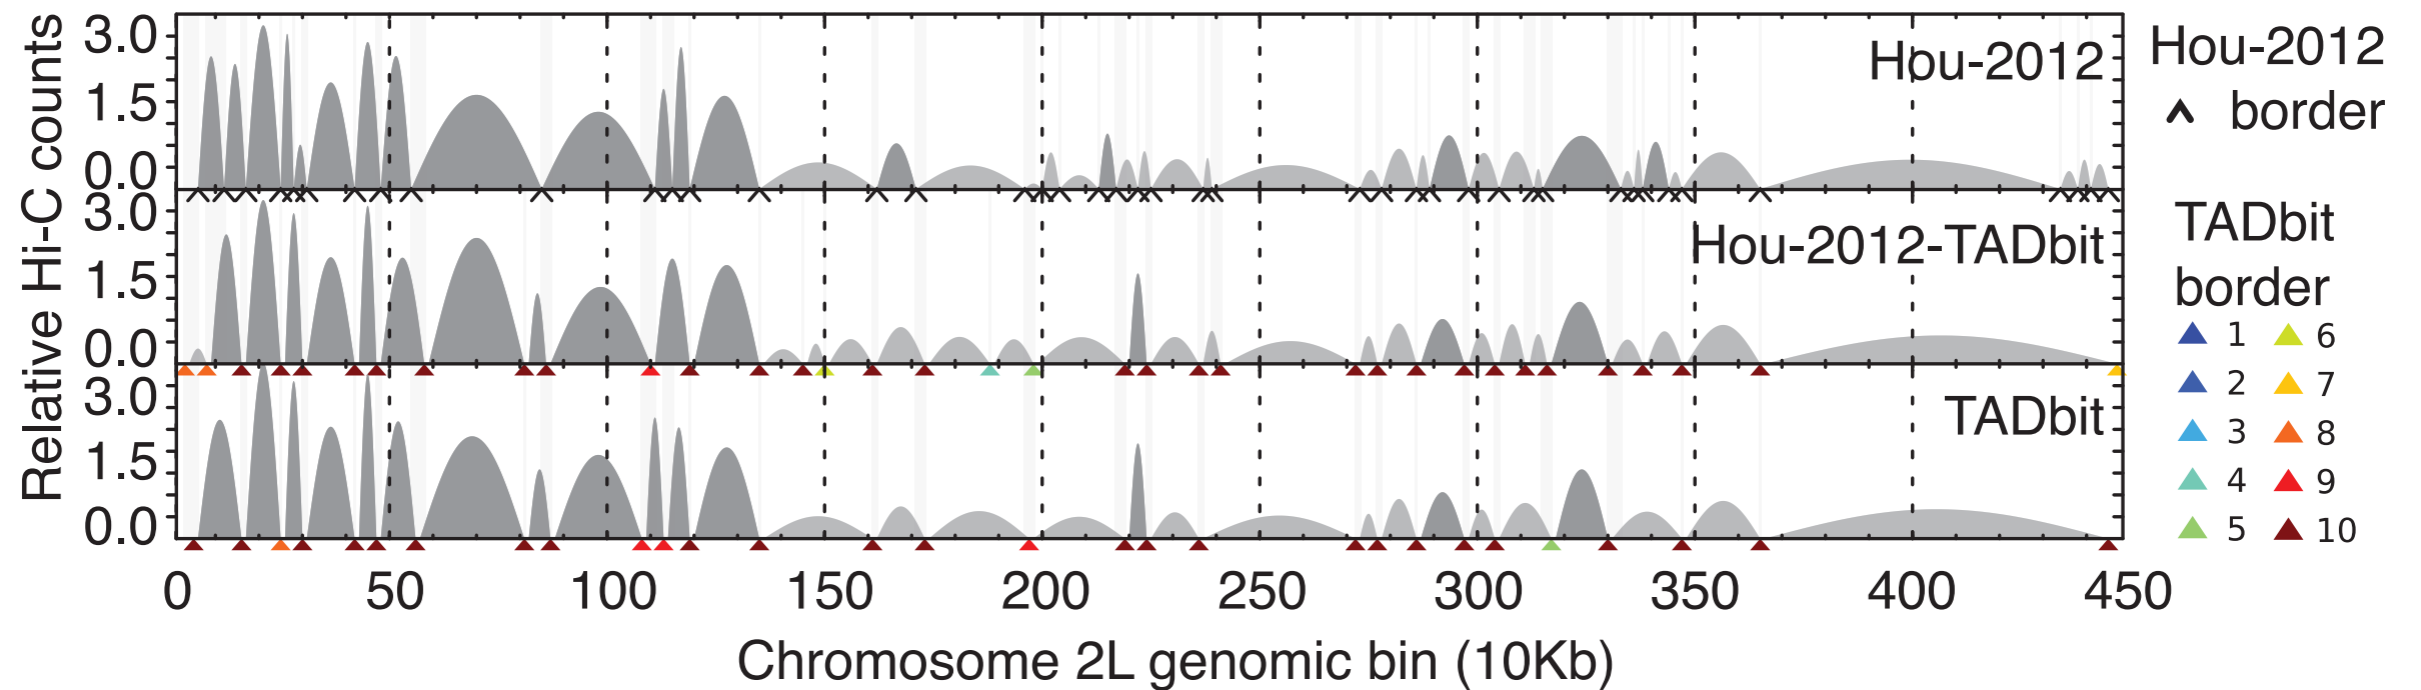 Relative Hi-C counts
3.0
1.5
0.0
Hou-2012
3.0
1.5
0.0
Hou-2012-TADbit
3.0
1.5
0.0
TADbit
0 50 100 150 200 250 300 350 400 450
Chromosome 2L genomic bin (10Kb)
Hou-2012
border
TADbit
border
1 6
2 7
3 8
4 9
5 10